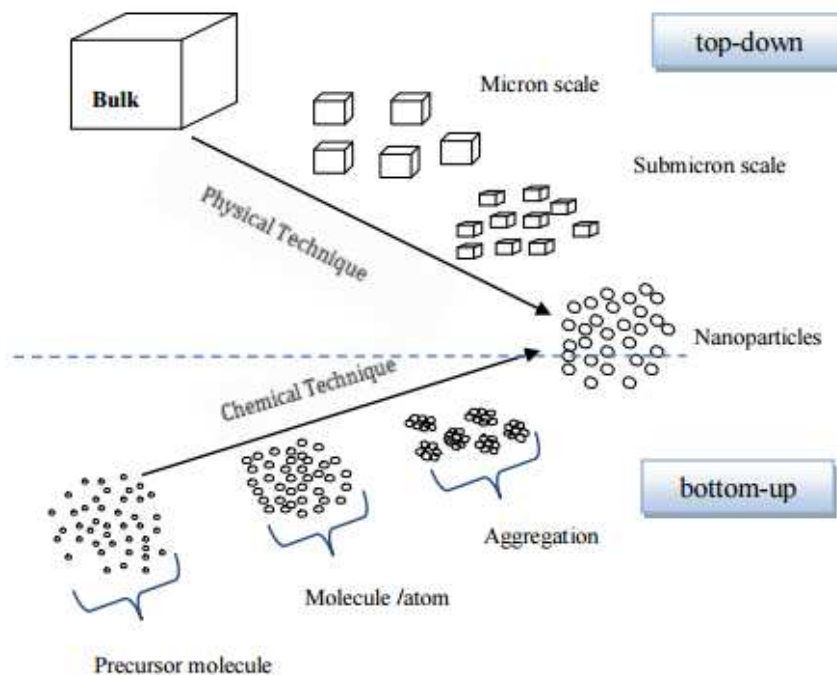 top-down
Bulk
Micron scale
Submicron scale
Physical Technique
Nanoparticles
Chemical Technique
bottom-up
Aggregation
Molecule /atom
Precursor molecule